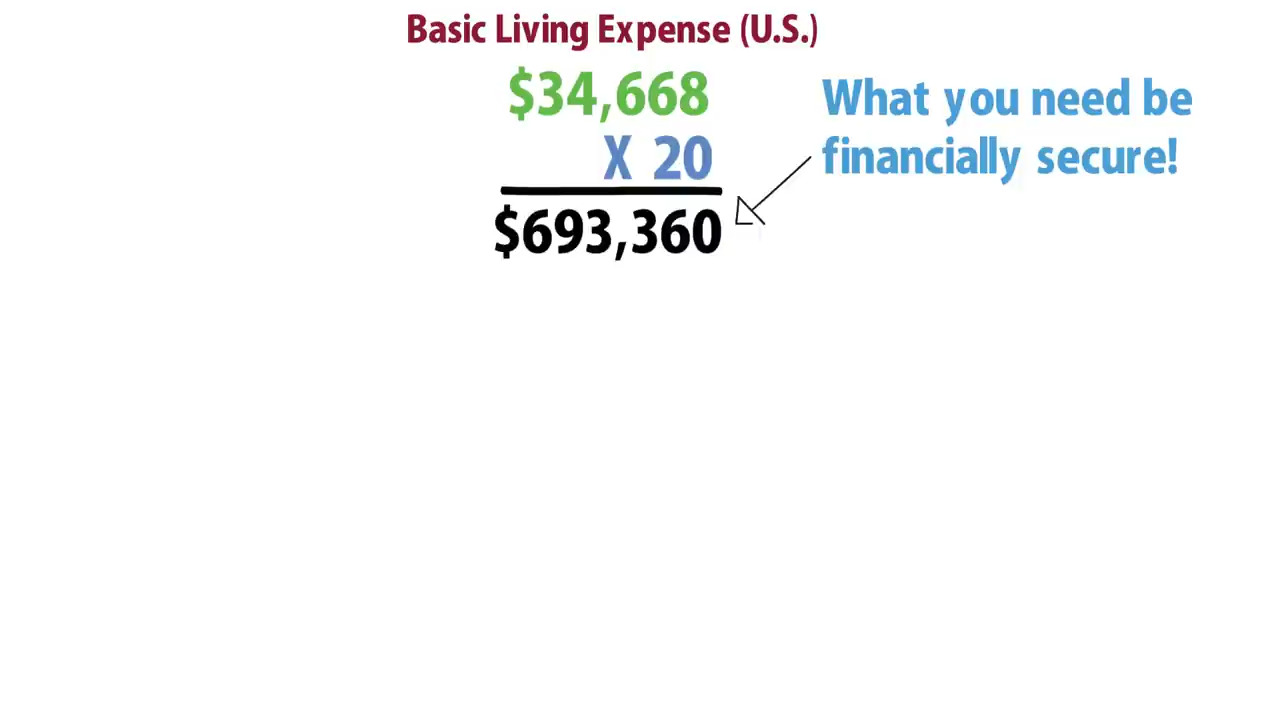 Basic Living Expense (U.S.)
$34,668
X 20
$693,360
What you need be
financially secure!